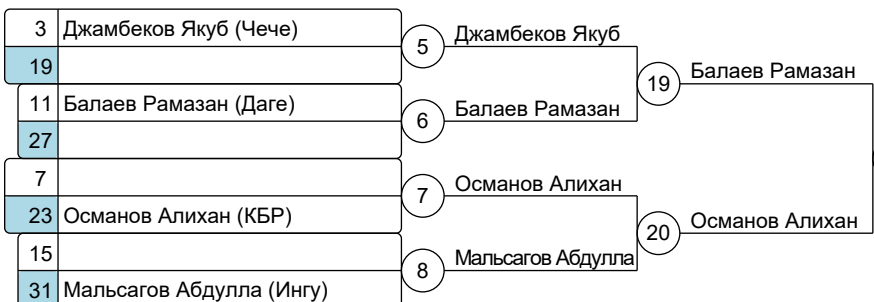 3 Джамбеков Якуб (Чече)
19
5 Джамбеков Якуб
11 Балаев Рамазан (Даге)
27
6 Балаев Рамазан
19 Балаев Рамазан
7
23 Османов Алихан (КБР)
7 Османов Алихан
15
31 Мальсагов Абдулла (Ингу)
8 Мальсагов Абдулла
20 Османов Алихан